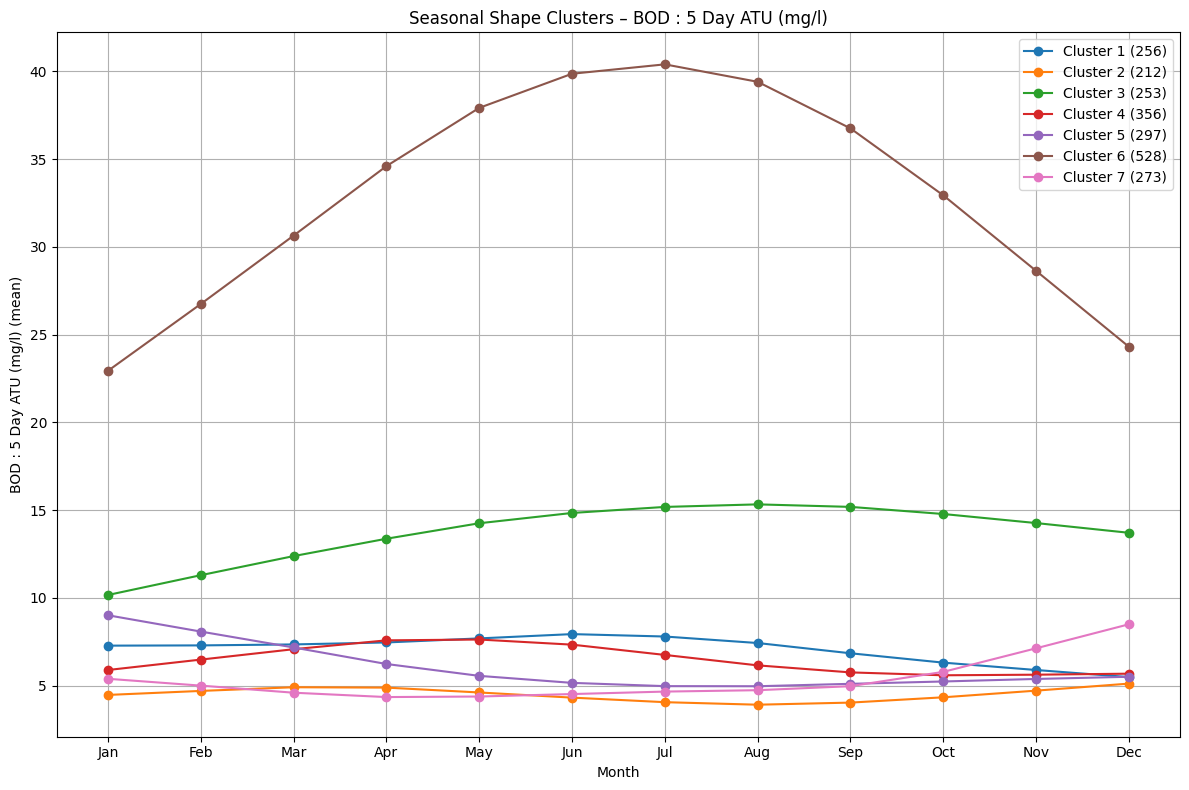 Seasonal Shape Clusters – BOD : 5 Day ATU (mg/l)
Cluster 1 (256)
Cluster 2 (212)
Cluster 3 (253)
Cluster 4 (356)
Cluster 5 (297)
Cluster 6 (528)
Cluster 7 (273)
BOD : 5 Day ATU (mg/l) (mean)
40
35
30
25
20
15
10
5
Jan Feb Mar Apr May Jun Jul Aug Sep Oct Nov Dec
Month